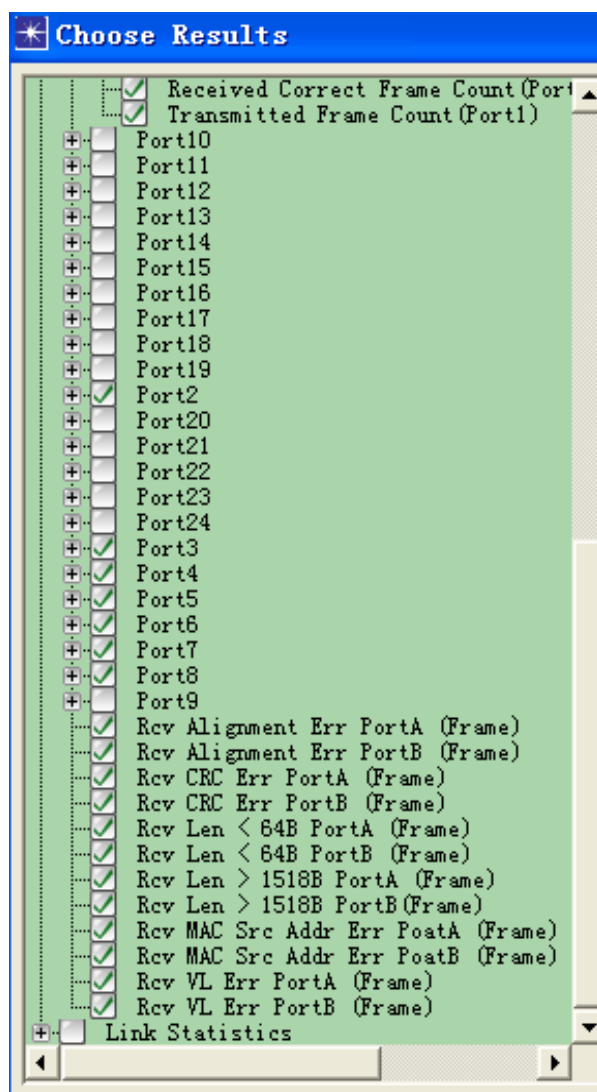 Choose Results
Received Correct Frame Count(Port
Transmitted Frame Count(Port1)
Port10
Port11
Port12
Port13
Port14
Port15
Port16
Port17
Port18
Port19
Port2
Port20
Port21
Port22
Port23
Port24
Port3
Port4
Port5
Port6
Port7
Port8
Port9
Rcv Alignment Err PortA (Frame)
Rcv Alignment Err PortB (Frame)
Rcv CRC Err PortA (Frame)
Rcv CRC Err PortB (Frame)
Rcv Len < 64B PortA (Frame)
Rcv Len < 64B PortB (Frame)
Rcv Len > 1518B PortA (Frame)
Rcv Len > 1518B PortB(Frame)
Rcv MAC Src Addr Err PoatA (Frame)
Rcv MAC Src Addr Err PoatB (Frame)
Rcv VL Err PortA (Frame)
Rcv VL Err PortB (Frame)
Link Statistics